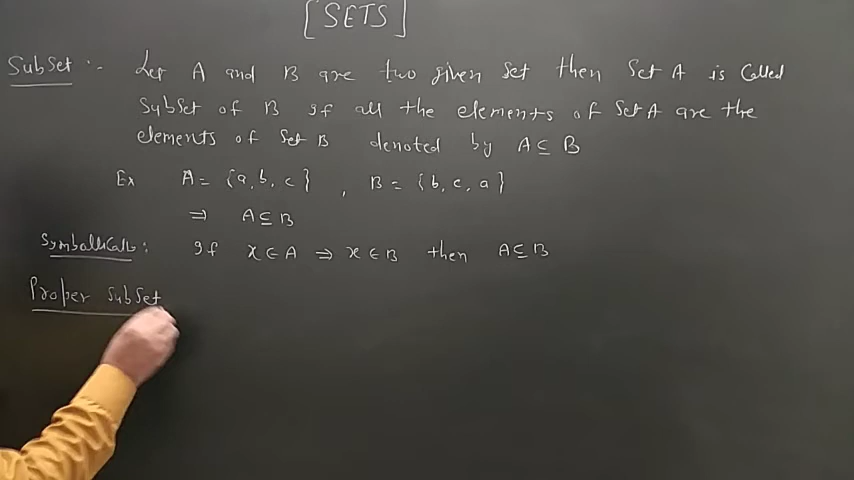 [SETS]
SubSet :- Let A and B are two given Set then Set A is Called
SubSet of B If all the elements of Set A are the
elements of Set B denoted by A ⊆ B
Ex A = {a, b, c} , B = {b, c, a}
⇒ A ⊆ B
Symbolically : If x ∈ A ⇒ x ∈ B then A ⊆ B
Proper SubSet